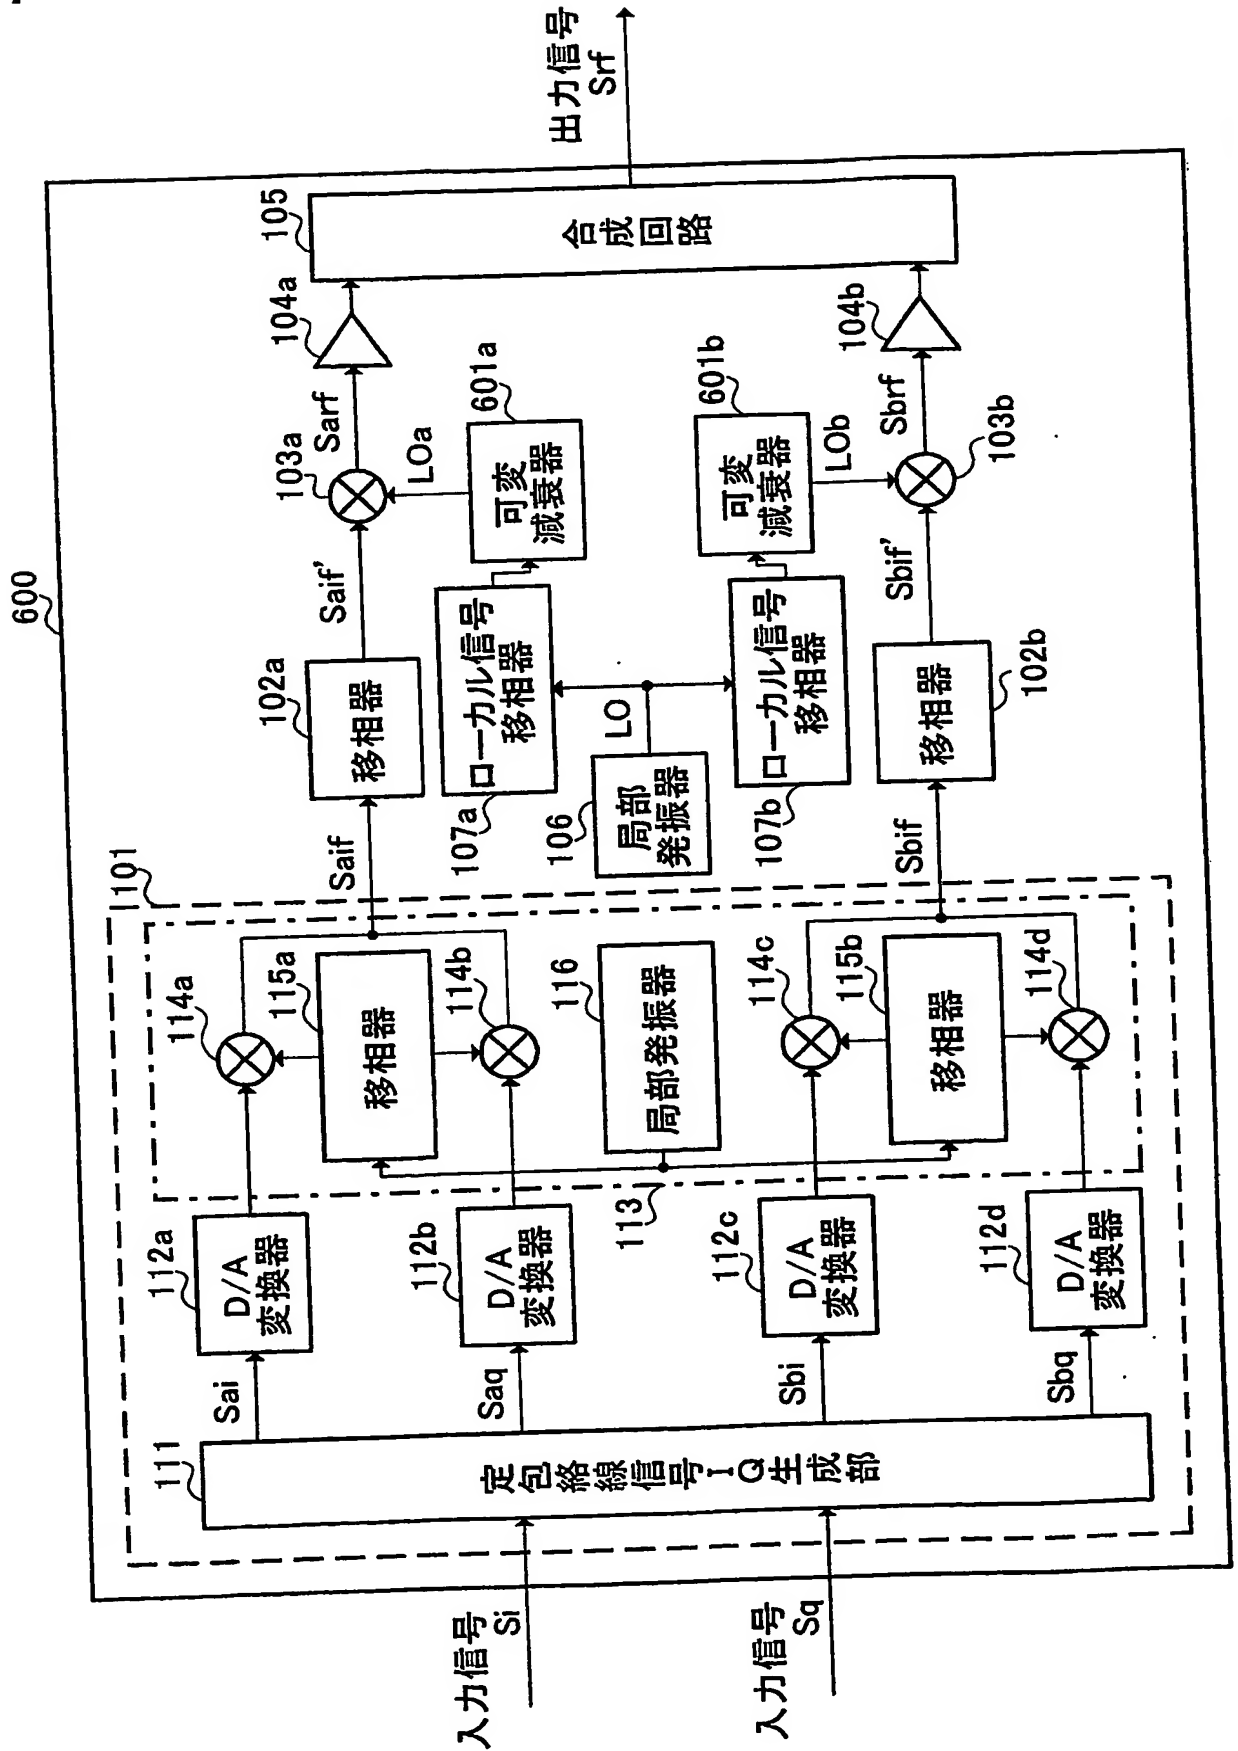 600
101
111
定包絡線信号IQ生成部
入力信号
Si
入力信号
Sq
Sai
Saq
Sbi
Sbq
112a
D/A
変換器
112b
D/A
変換器
112c
D/A
変換器
112d
D/A
変換器
113
114a
115a
移相器
114b
116
局部発振器
114c
115b
移相器
114d
Saif
Sbif
102a
移相器
107a
ローカル信号
移相器
106
局部
発振器
LO
107b
ローカル信号
移相器
102b
移相器
Saif'
Sbif'
601a
可変
減衰器
601b
可変
減衰器
LOa
LOb
103a
103b
Sarf
Sbrf
104a
104b
105
合成回路
出力信号
Srf